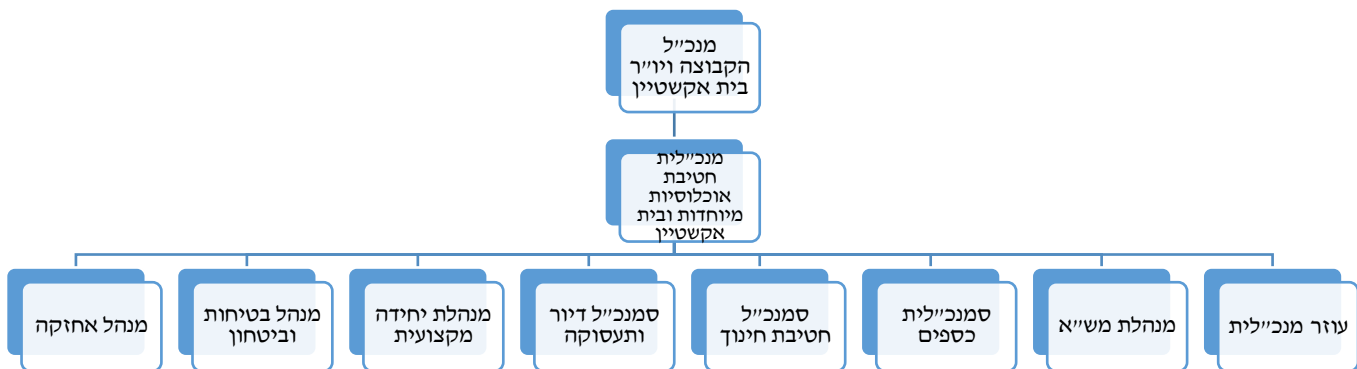 מנכ״ל
הקבוצה ויו״ר
בית אקשטיין
מנכ״לית
חטיבת
אוכלוסיות
מיוחדות ובית
אקשטיין
עוזר מנכ״לית
מנהלת מש״א
סמנכ״לית
כספים
סמנכ״ל
חטיבת חינוך
סמנכ״ל דיור
ותעסוקה
מנהלת יחידה
מקצועית
מנהל בטיחות
וביטחון
מנהל אחזקה